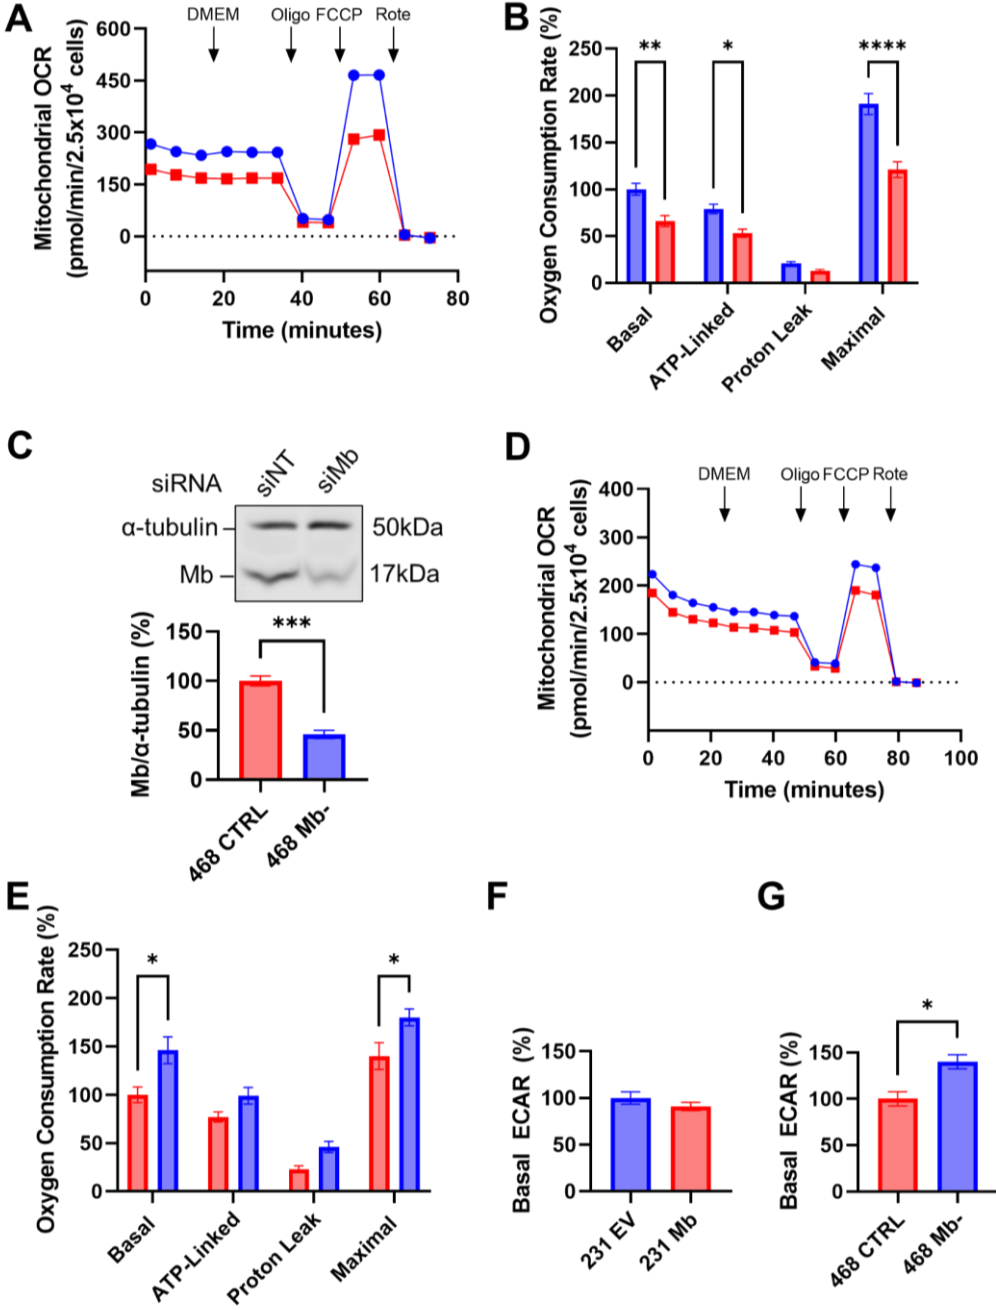 A
DMEM Oligo FCCP Rote
Mitochondrial OCR
(pmol/min/2.5x10⁴ cells)
600
450
300
150
0
0 20 40 60 80
Time (minutes)
B
Oxygen Consumption Rate (%)
250
200
150
100
50
0
** * ****
Basal
ATP-Linked
Proton Leak
Maximal
C
siRNA siNT siMb
α-tubulin 50kDa
Mb 17kDa
Mb/α-tubulin (%)
150
100
50
0
***
468 CTRL
468 Mb-
D
DMEM Oligo FCCP Rote
Mitochondrial OCR
(pmol/min/2.5x10⁴ cells)
400
300
200
100
0
0 20 40 60 80 100
Time (minutes)
E
Oxygen Consumption Rate (%)
250
200
150
100
50
0
* *
Basal
ATP-Linked
Proton Leak
Maximal
F
Basal ECAR (%)
150
100
50
0
231 EV
231 Mb
G
Basal ECAR (%)
150
100
50
0
*
468 CTRL
468 Mb-